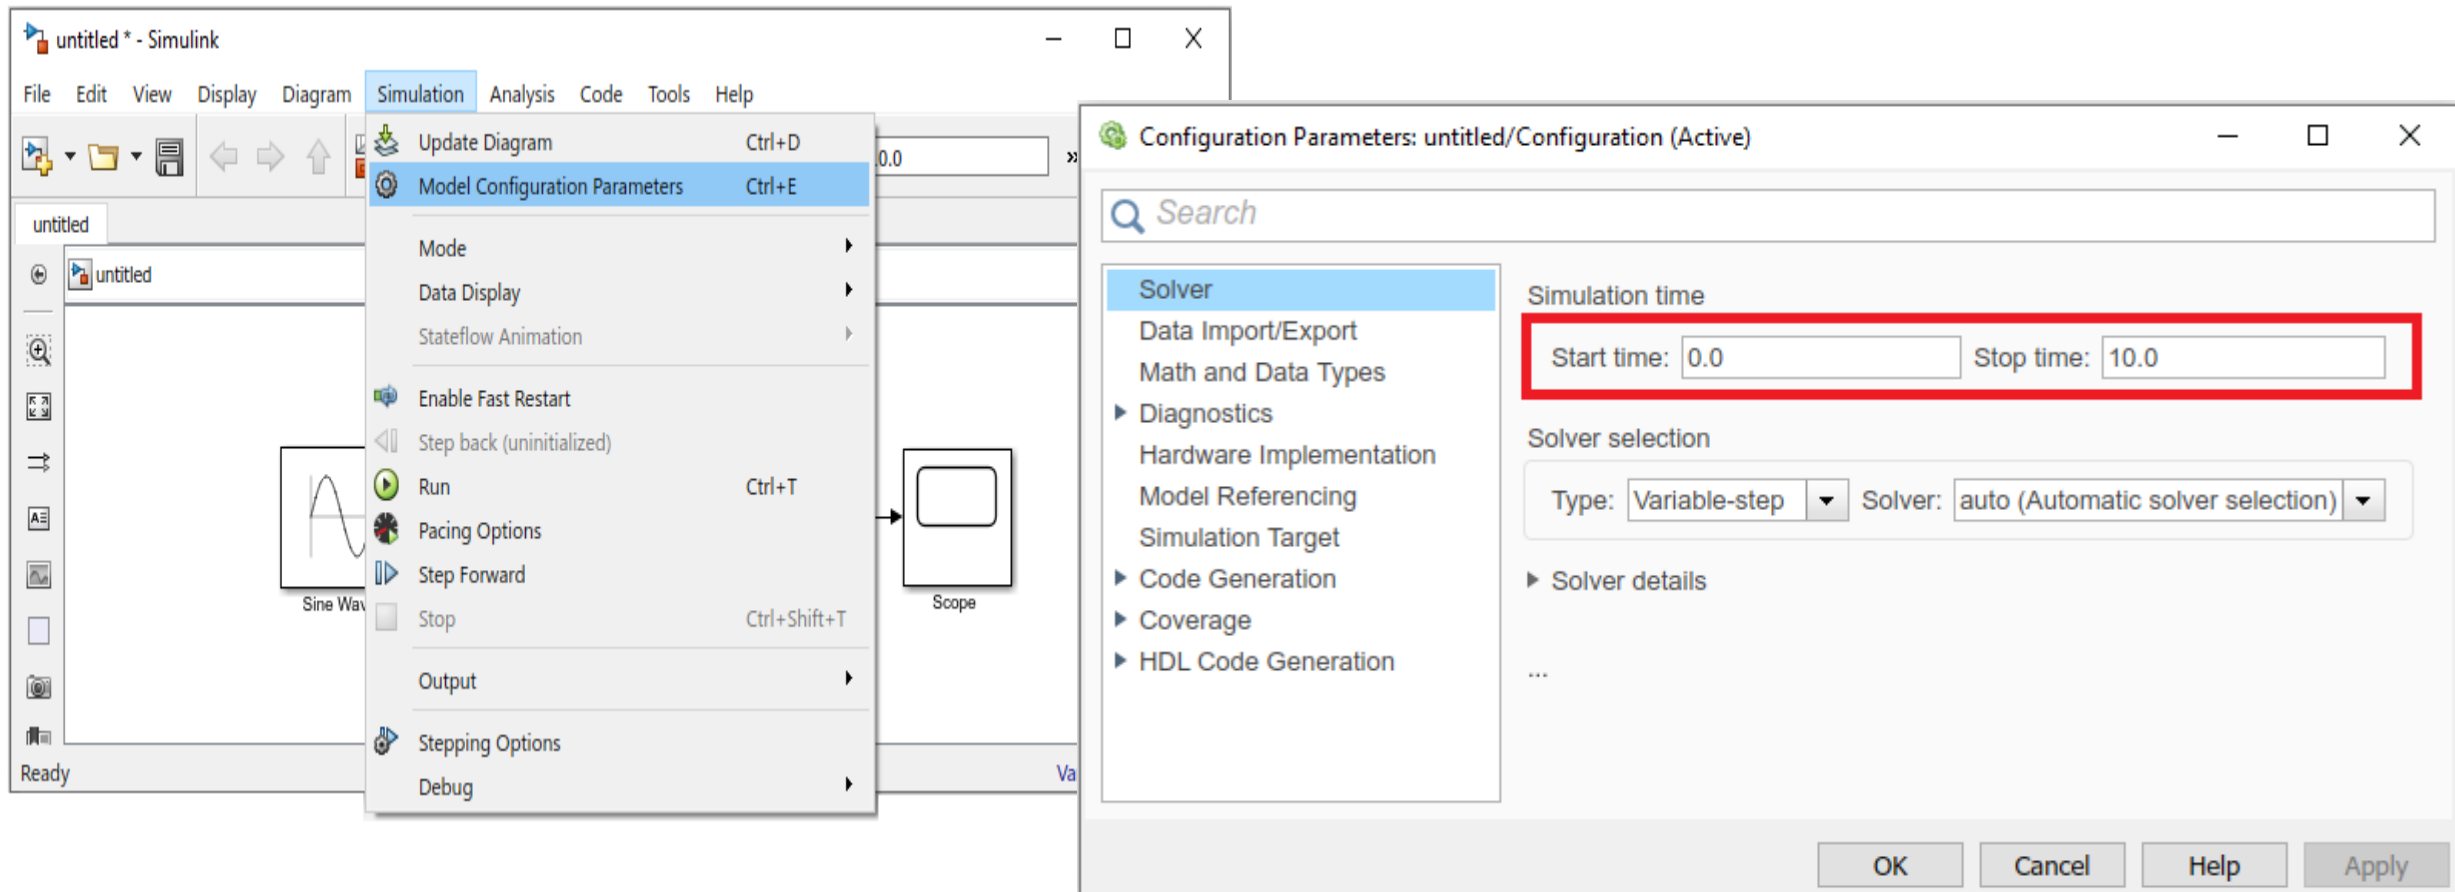 untitled * - Simulink
File Edit View Display Diagram Simulation Analysis Code Tools Help
.0.0 »
untitled
untitled
Update Diagram Ctrl+D
Model Configuration Parameters Ctrl+E
Mode
Data Display
Stateflow Animation
Enable Fast Restart
Step back (uninitialized)
Run Ctrl+T
Pacing Options
Step Forward
Stop Ctrl+Shift+T
Output
Stepping Options
Debug
Sine Wav
Scope
Ready
Va
Configuration Parameters: untitled/Configuration (Active)
Search
Solver
Data Import/Export
Math and Data Types
Diagnostics
Hardware Implementation
Model Referencing
Simulation Target
Code Generation
Coverage
HDL Code Generation
Simulation time
Start time: 0.0 Stop time: 10.0
Solver selection
Type: Variable-step Solver: auto (Automatic solver selection)
Solver details
...
OK Cancel Help Apply